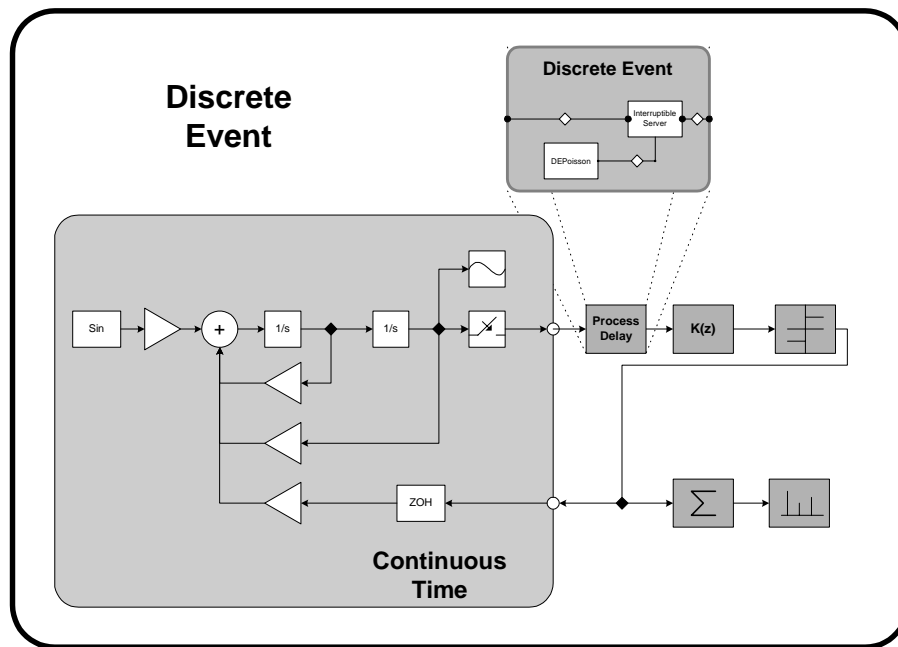 Discrete Event
Discrete
Event
Interruptible
Server
DEPoisson
Sin
+
1/s
1/s
Process
Delay
K(z)
ZOH
Σ
Continuous
Time